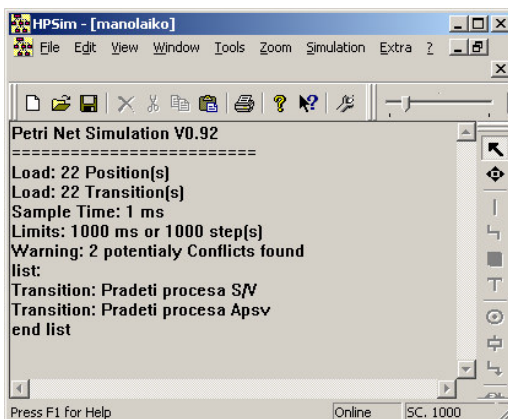 HPSim - [manolaiko]
File Edit View Window Tools Zoom Simulation Extra ?
Petri Net Simulation V0.92
==========================
Load: 22 Position(s)
Load: 22 Transition(s)
Sample Time: 1 ms
Limits: 1000 ms or 1000 step(s)
Warning: 2 potentialy Conflicts found
list:
Transition: Pradeti procesa S/V
Transition: Pradeti procesa Apsv
end list
Press F1 for Help Online SC. 1000